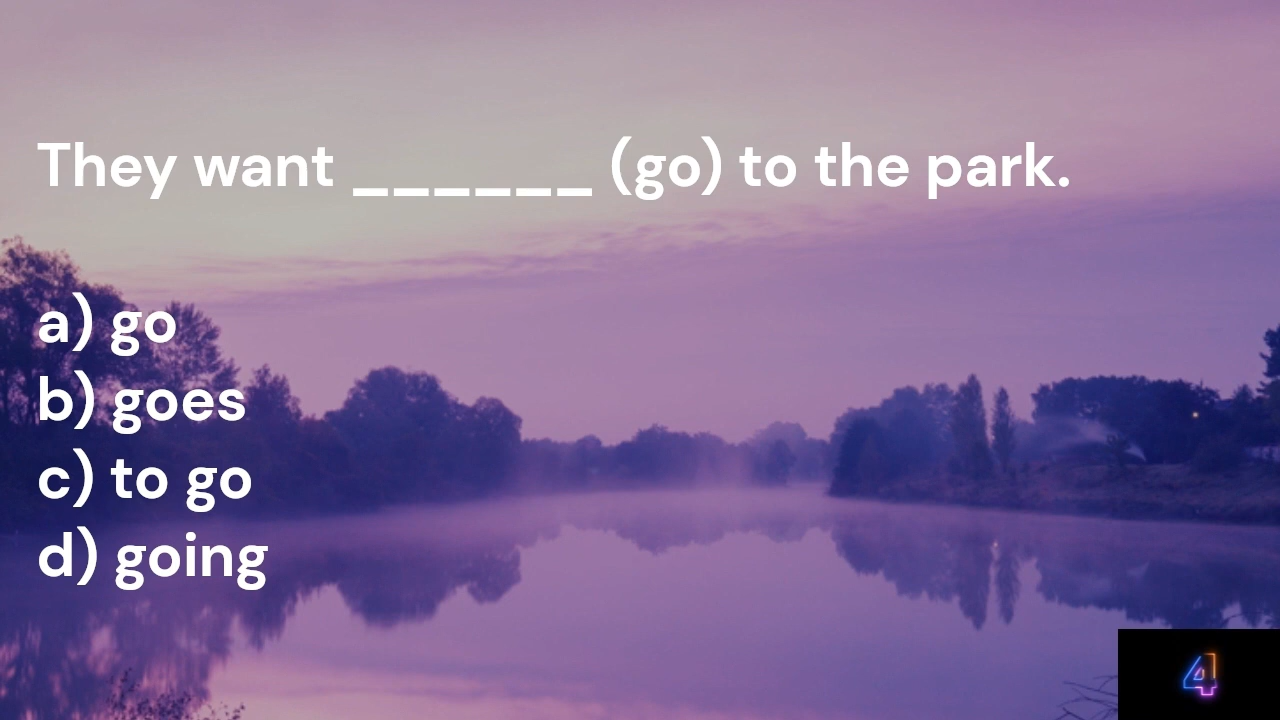 They want ______ (go) to the park.
a) go
b) goes
c) to go
d) going
4